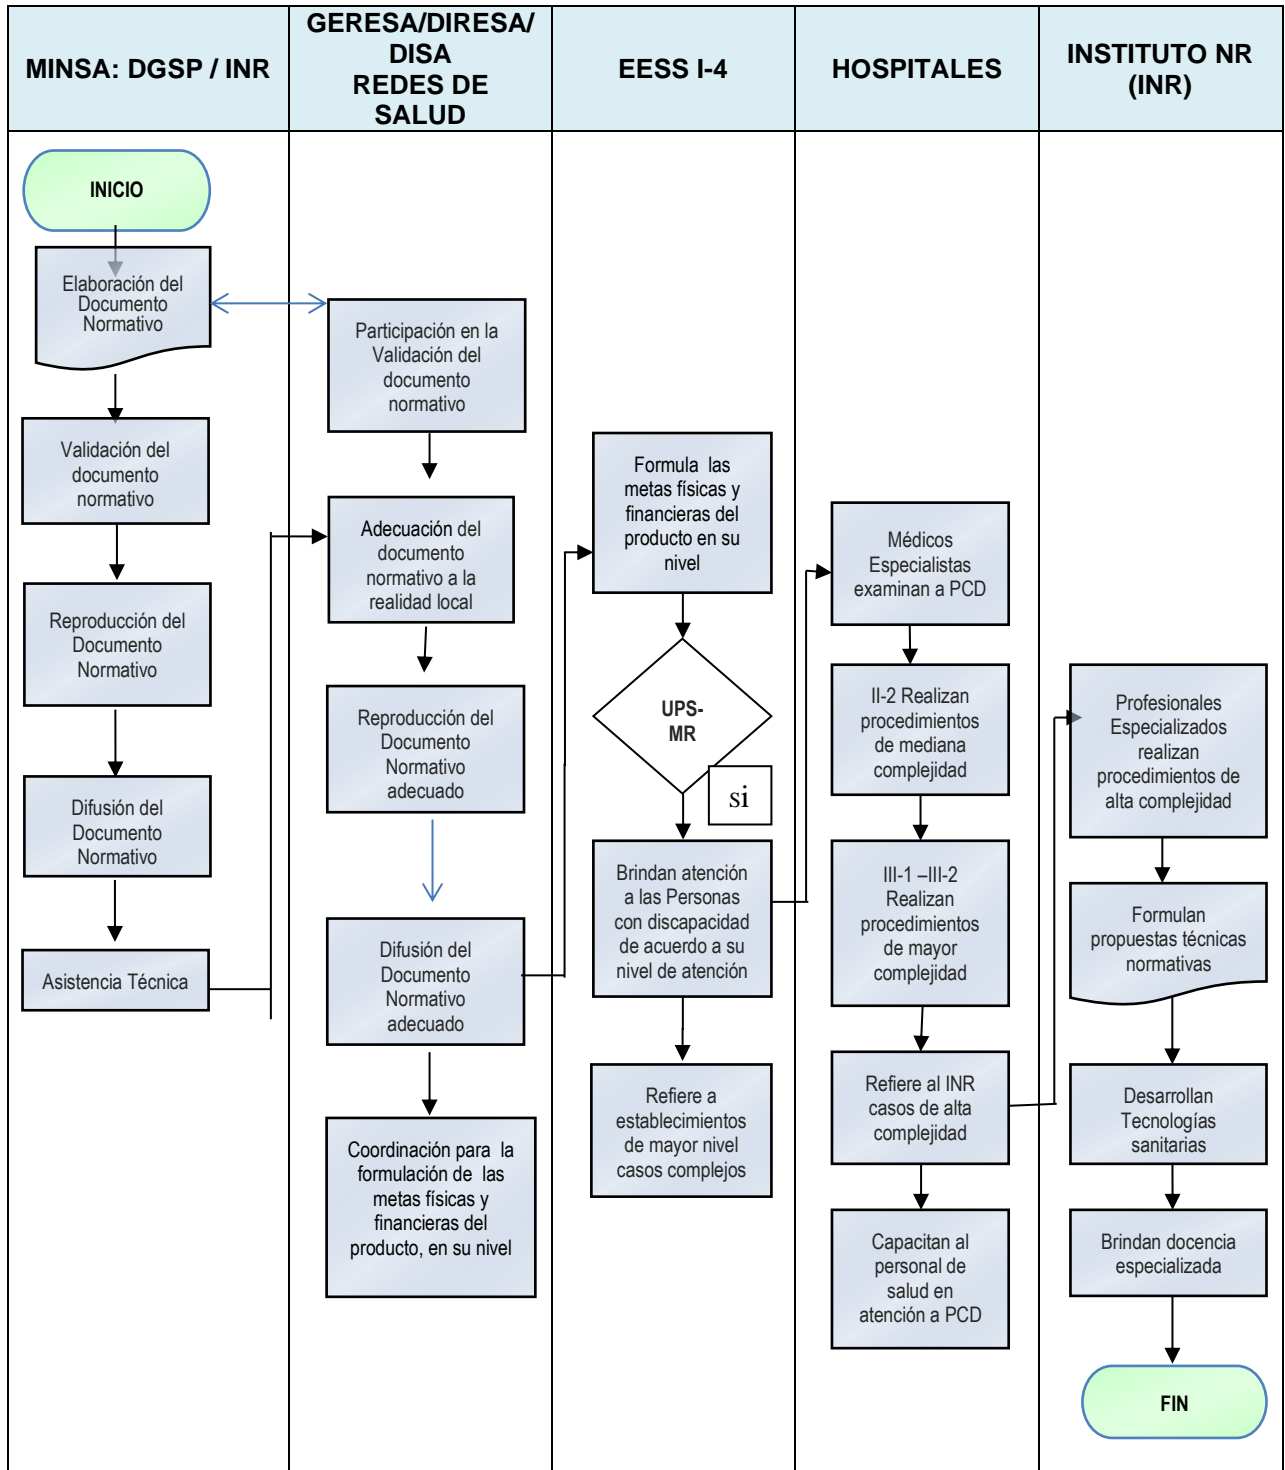 MINSA: DGSP / INR
GERESA/DIRESA/
DISA
REDES DE
SALUD
EESS I-4
HOSPITALES
INSTITUTO NR
(INR)
INICIO
Elaboración del
Documento
Normativo
Validación del
documento
normativo
Reproducción del
Documento
Normativo
Difusión del
Documento
Normativo
Asistencia Técnica
Participación en la
Validación del
documento
normativo
Adecuación del
documento
normativo a la
realidad local
Reproducción del
Documento
Normativo
adecuado
Difusión del
Documento
Normativo
adecuado
Coordinación para la
formulación de las
metas físicas y
financieras del
producto, en su nivel
Formula las
metas físicas y
financieras del
producto en su
nivel
UPS-
MR
si
Brindan atención
a las Personas
con discapacidad
de acuerdo a su
nivel de atención
Refiere a
establecimientos
de mayor nivel
casos complejos
Médicos
Especialistas
examinan a PCD
II-2 Realizan
procedimientos
de mediana
complejidad
III-1 –III-2
Realizan
procedimientos
de mayor
complejidad
Refiere al INR
casos de alta
complejidad
Capacitan al
personal de
salud en
atención a PCD
Profesionales
Especializados
realizan
procedimientos de
alta complejidad
Formulan
propuestas técnicas
normativas
Desarrollan
Tecnologías
sanitarias
Brindan docencia
especializada
FIN